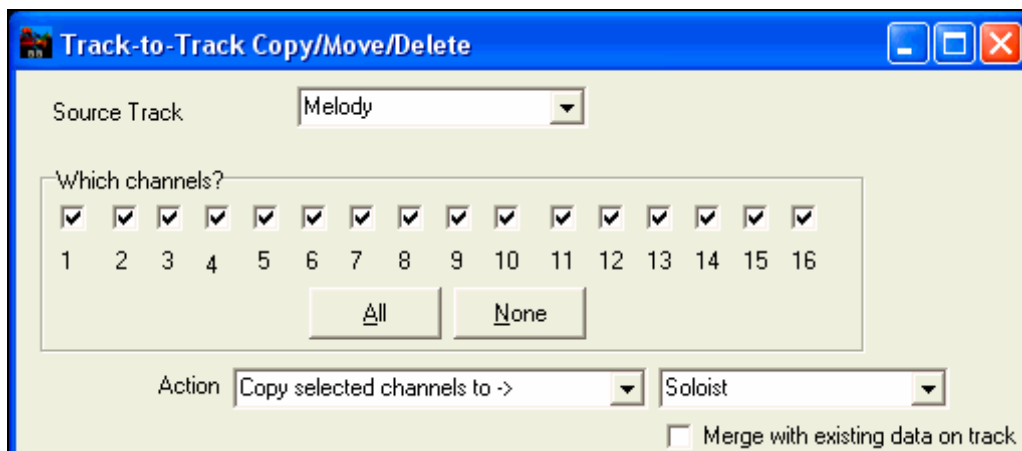 Track-to-Track Copy/Move/Delete
Source Track Melody
Which channels?
1 2 3 4 5 6 7 8 9 10 11 12 13 14 15 16
All None
Action Copy selected channels to -> Soloist
Merge with existing data on track